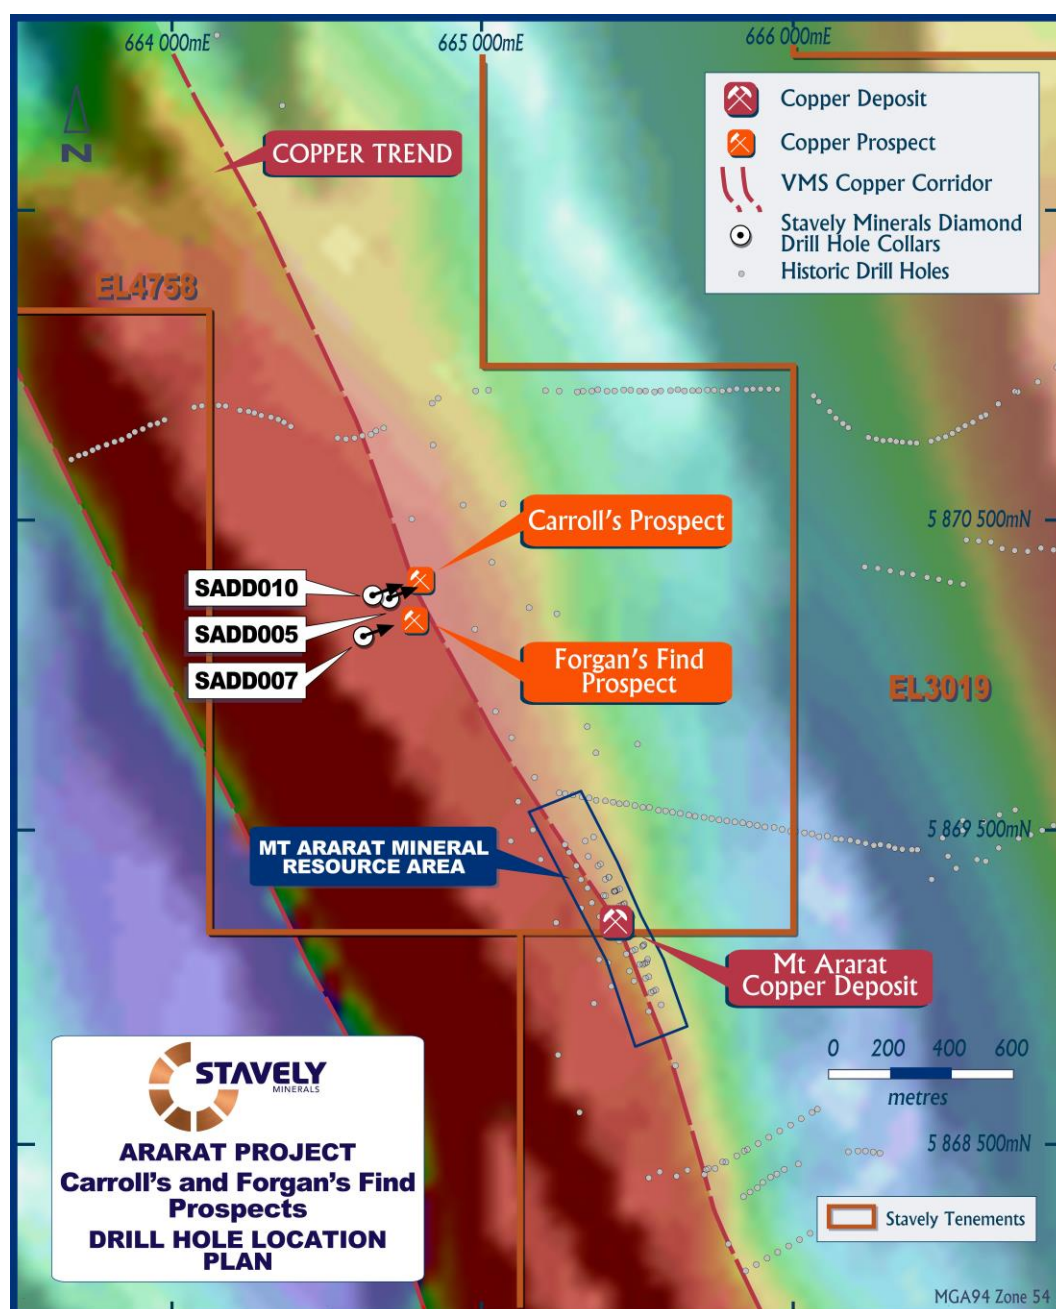 664 000mE
665 000mE
666 000mE
N
COPPER TREND
Copper Deposit
Copper Prospect
VMS Copper Corridor
Stavely Minerals Diamond
Drill Hole Collars
Historic Drill Holes
EL4758
Carroll's Prospect
5 870 500mN
SADD010
SADD005
SADD007
Forgan's Find
Prospect
EL3019
MT ARARAT MINERAL
RESOURCE AREA
5 869 500mN
Mt Ararat
Copper Deposit
0 200 400 600
metres
5 868 500mN
STAVELY
MINERALS
ARARAT PROJECT
Carroll's and Forgan's Find
Prospects
DRILL HOLE LOCATION
PLAN
Stavely Tenements
MGA94 Zone 54